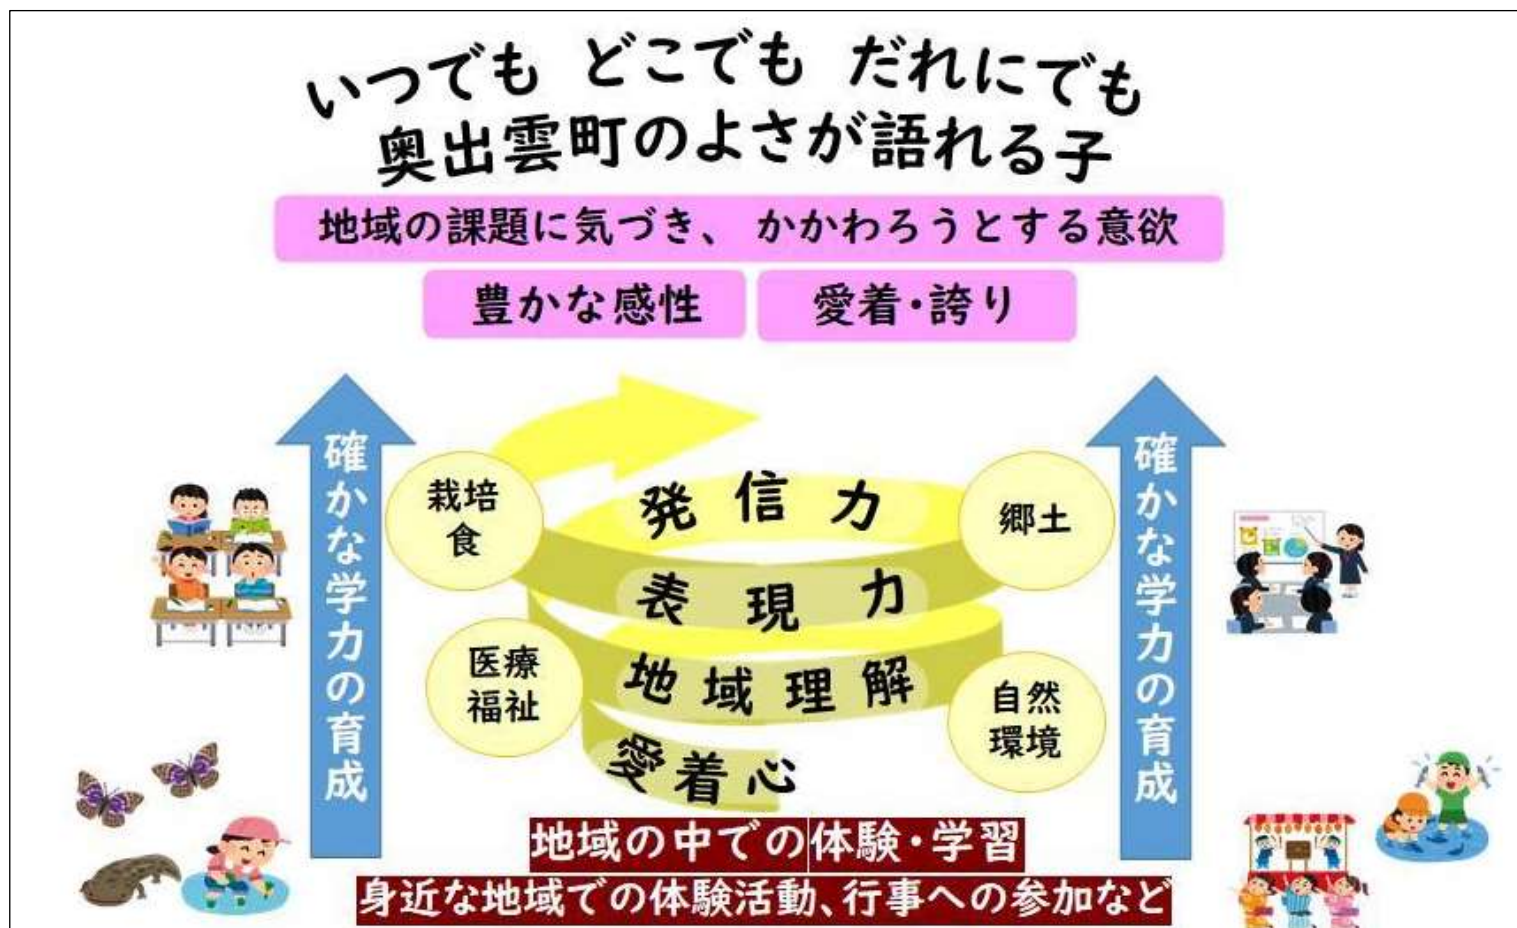 いつでも どこでも だれにでも
奥出雲町のよさが語れる子
地域の課題に気づき、 かかわろうとする意欲
豊かな感性
愛着・誇り
確かな学力の育成
栽培
食
発信力
郷土
表現力
医療
福祉
地域理解
自然
環境
愛着心
確かな学力の育成
地域の中での体験・学習
身近な地域での体験活動、行事への参加など